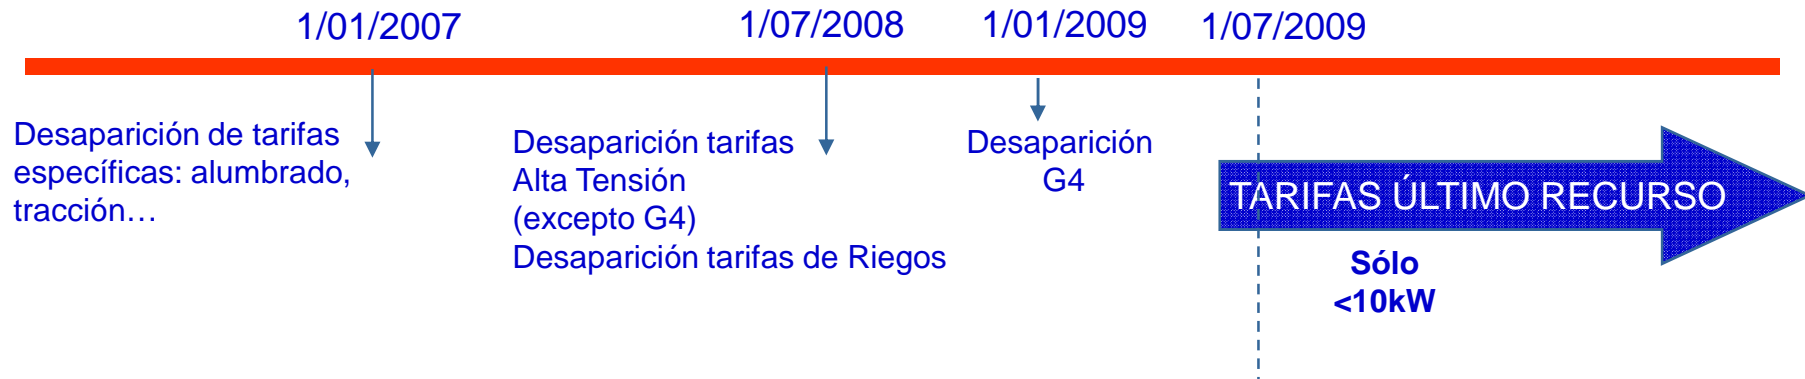 1/01/2007
1/07/2008
1/01/2009
1/07/2009
Desaparición de tarifas
específicas: alumbrado,
tracción…
Desaparición tarifas
Alta Tensión
(excepto G4)
Desaparición tarifas de Riegos
Desaparición
G4
TARIFAS ÚLTIMO RECURSO
Sólo
<10kW